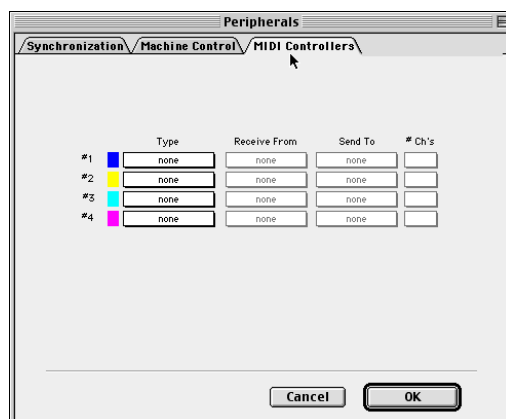 Peripherals
Synchronization Machine Control MIDI Controllers
Type Receive From Send To # Ch's
#1 none none none
#2 none none none
#3 none none none
#4 none none none
Cancel OK